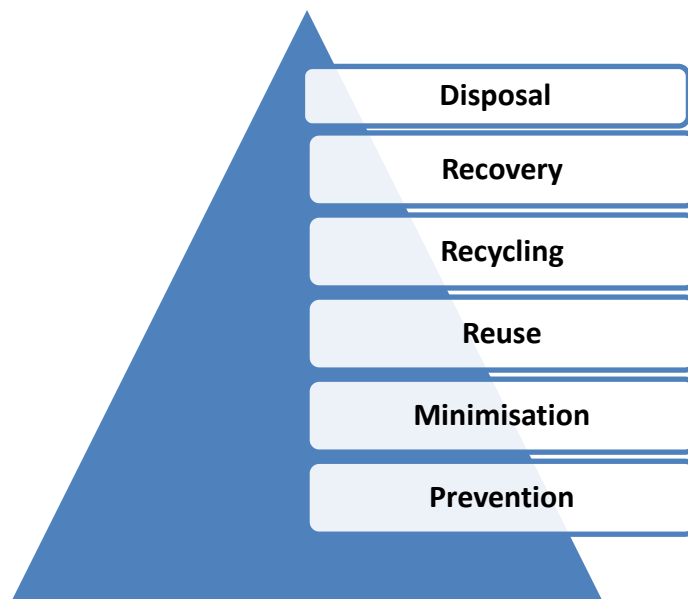 Disposal
Recovery
Recycling
Reuse
Minimisation
Prevention